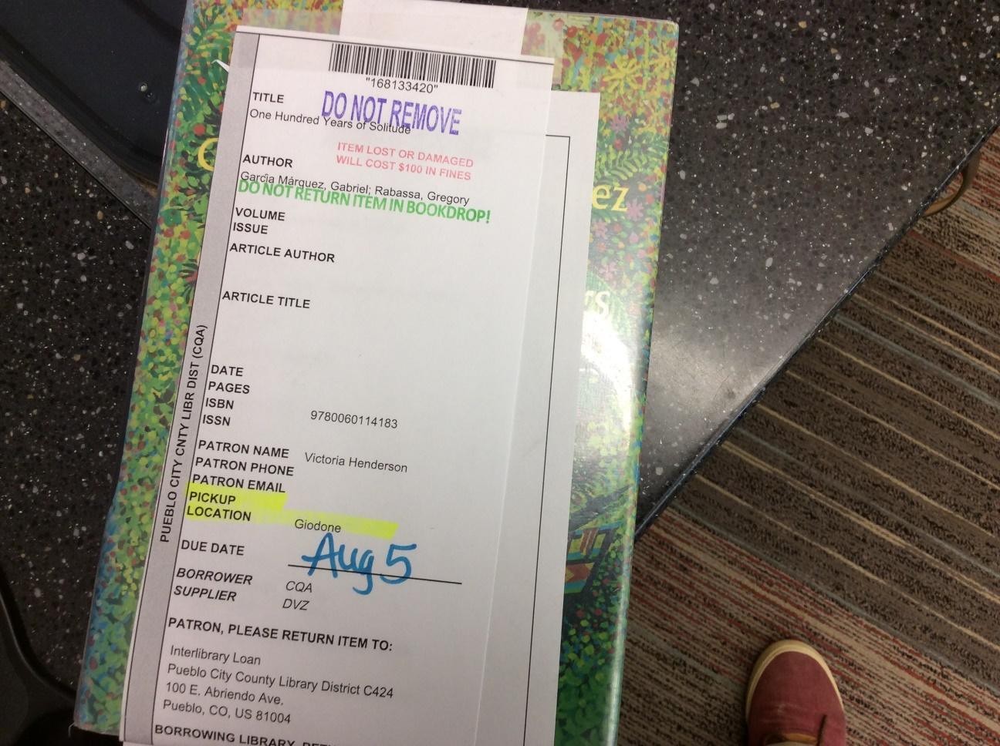 "168133420"
TITLE
DO NOT REMOVE
One Hundred Years of Solitude
ITEM LOST OR DAMAGED
WILL COST $100 IN FINES
AUTHOR
García Márquez, Gabriel; Rabassa, Gregory
DO NOT RETURN ITEM IN BOOKDROP!
VOLUME
ISSUE
ARTICLE AUTHOR
ARTICLE TITLE
DATE
PAGES
ISBN
9780060114183
ISSN
PATRON NAME
Victoria Henderson
PATRON PHONE
PATRON EMAIL
PICKUP
LOCATION
Giodone
DUE DATE
Aug 5
BORROWER
CQA
SUPPLIER
DVZ
PATRON, PLEASE RETURN ITEM TO:
Interlibrary Loan
Pueblo City County Library District C424
100 E. Abriendo Ave.
Pueblo, CO, US 81004
BORROWING LIBRARY,
PUEBLO CITY CNTY LIBR DIST (CQA)
G
ez